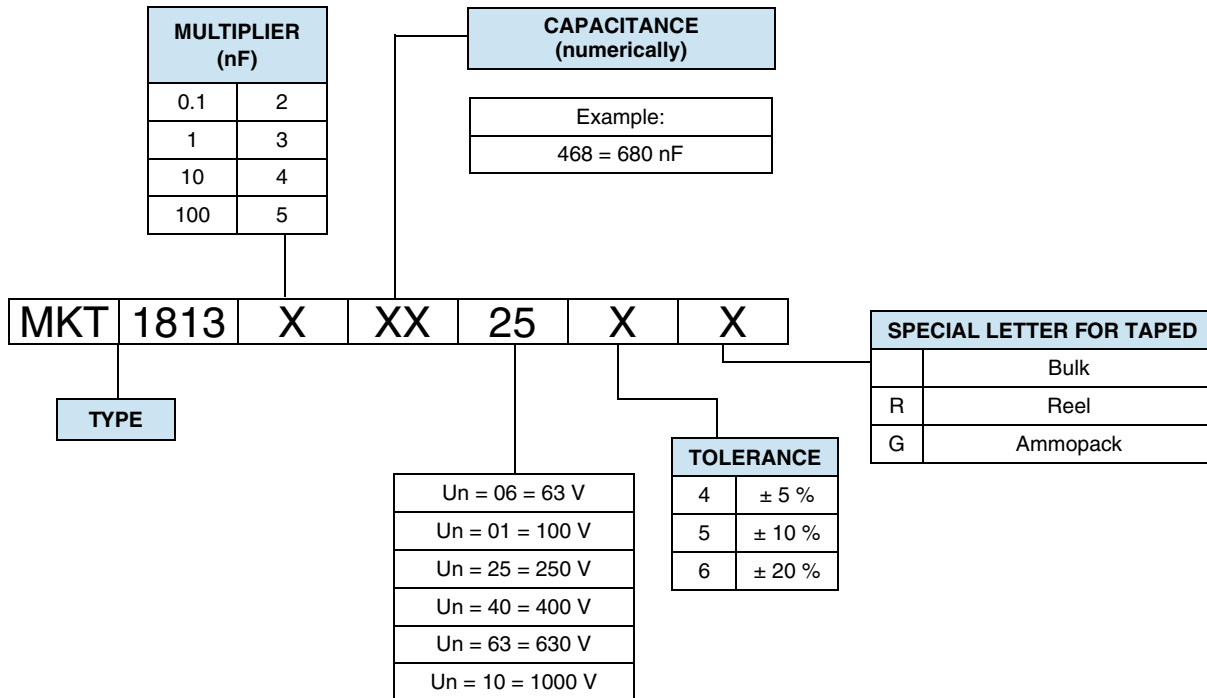 MULTIPLIER
(nF)
0.1 2
1 3
10 4
100 5
CAPACITANCE
(numerically)
Example:
468 = 680 nF
MKT 1813 X XX 25 X X
TYPE
Un = 06 = 63 V
Un = 01 = 100 V
Un = 25 = 250 V
Un = 40 = 400 V
Un = 63 = 630 V
Un = 10 = 1000 V
TOLERANCE
4 ± 5 %
5 ± 10 %
6 ± 20 %
SPECIAL LETTER FOR TAPED
Bulk
R Reel
G Ammopack